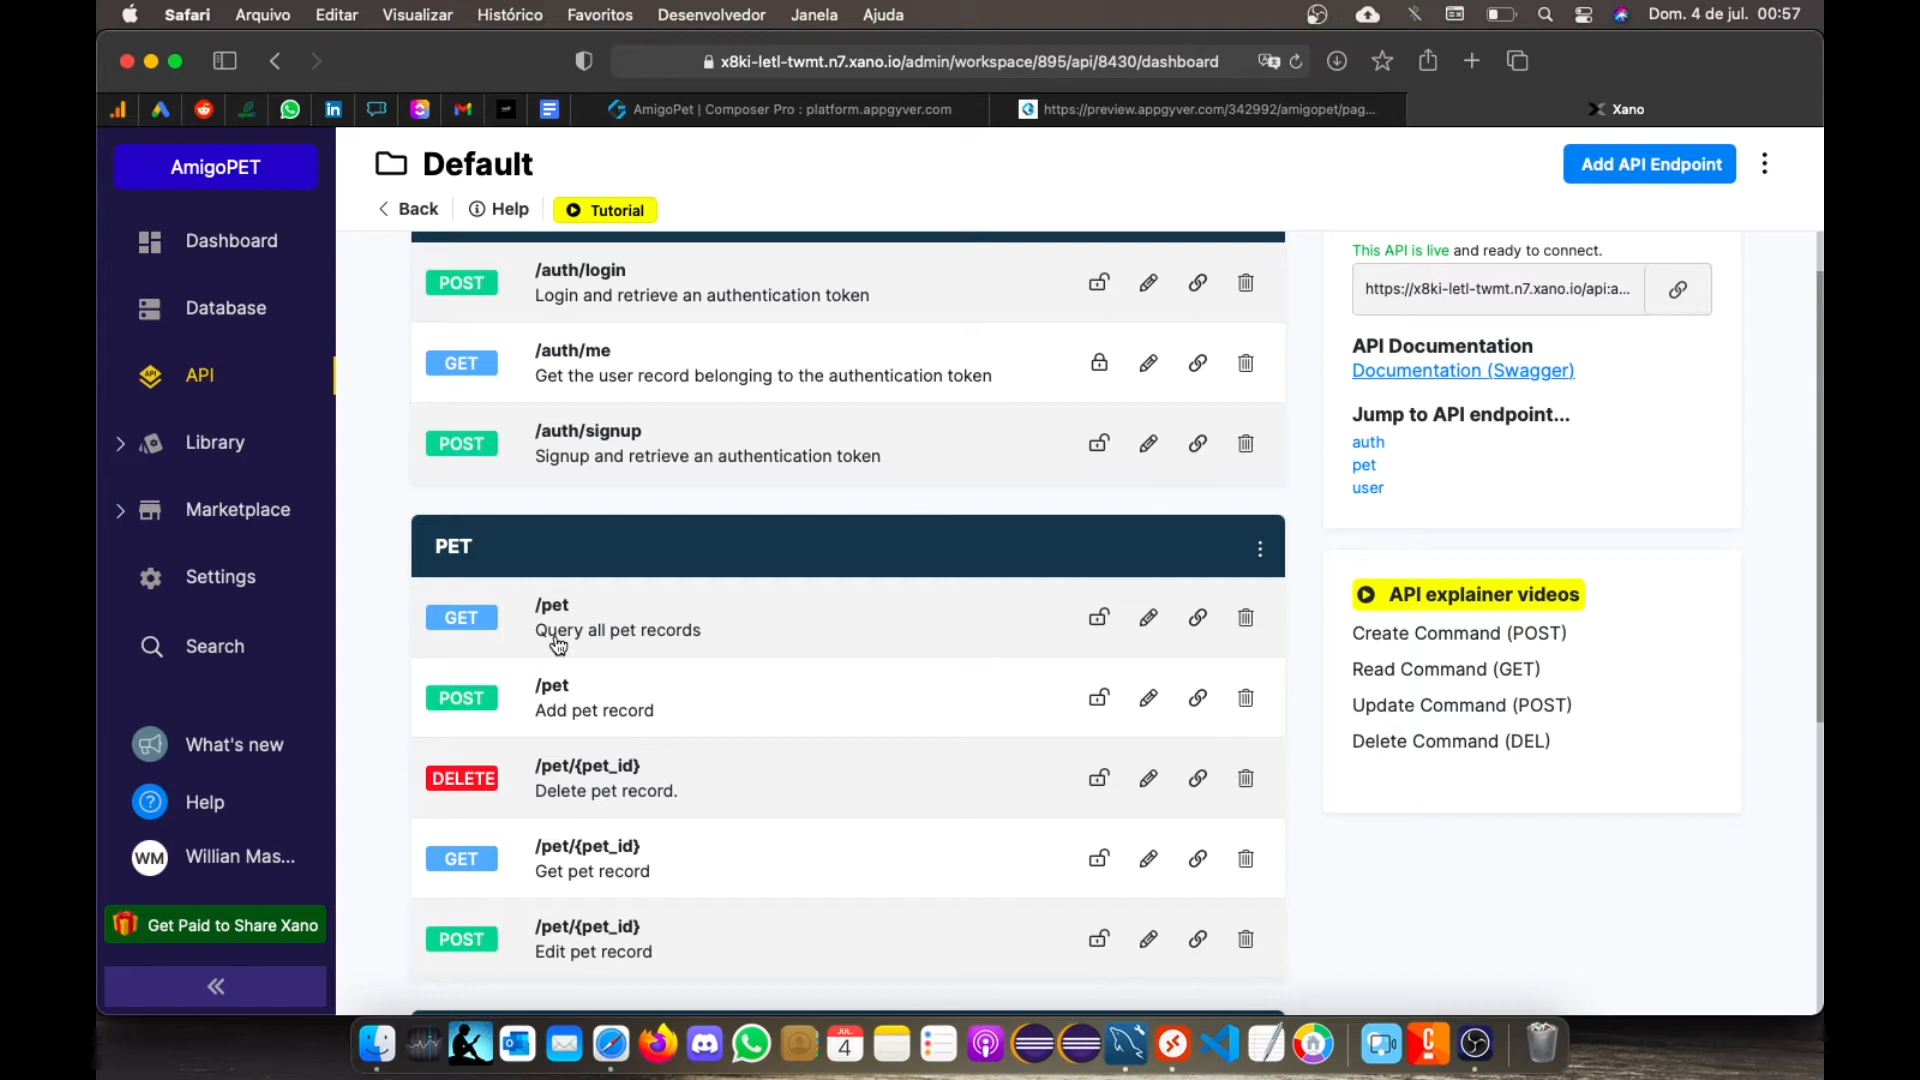 Safari Arquivo Editar Visualizar Histórico Favoritos Desenvolvedor Janela Ajuda Dom. 4 de jul. 00:57
x8ki-letl-twmt.n7.xano.io/admin/workspace/895/api/8430/dashboard
AmigoPet | Composer Pro : platform.appgyver.com https://preview.appgyver.com/342992/amigopet/pag... Xano
AmigoPET
Dashboard
Database
API
Library
Marketplace
Settings
Search
What's new
Help
WM Willian Mas...
Get Paid to Share Xano
Default
Add API Endpoint
Back Help Tutorial
POST /auth/login
Login and retrieve an authentication token
GET /auth/me
Get the user record belonging to the authentication token
POST /auth/signup
Signup and retrieve an authentication token
PET
GET /pet
Query all pet records
POST /pet
Add pet record
DELETE /pet/{pet_id}
Delete pet record.
GET /pet/{pet_id}
Get pet record
POST /pet/{pet_id}
Edit pet record
This API is live and ready to connect.
https://x8ki-letl-twmt.n7.xano.io/api:a...
API Documentation
Documentation (Swagger)
Jump to API endpoint...
auth
pet
user
API explainer videos
Create Command (POST)
Read Command (GET)
Update Command (POST)
Delete Command (DEL)
JUL
4